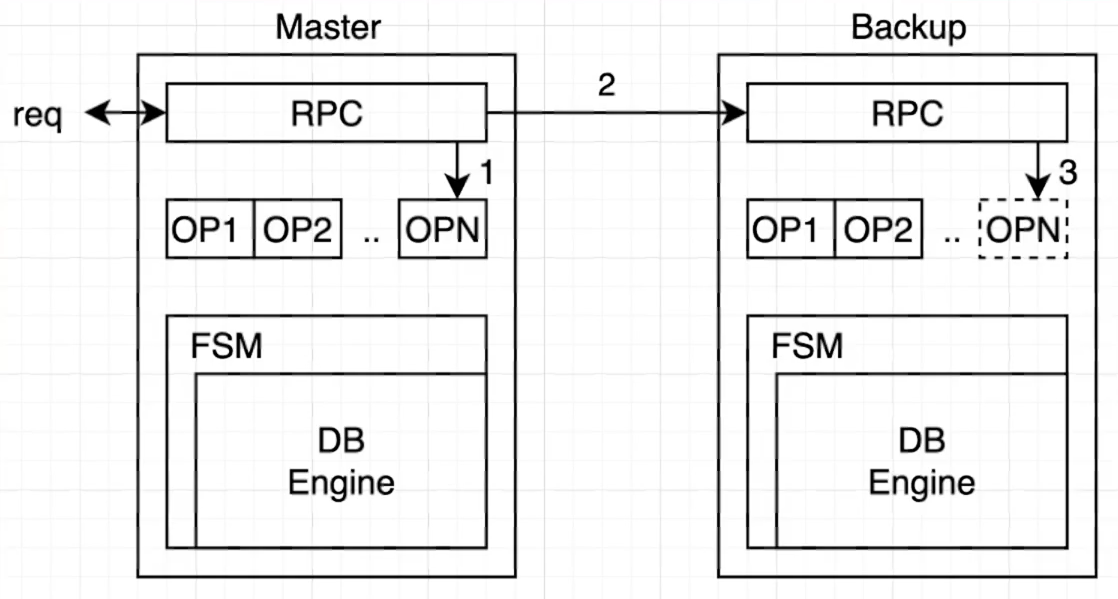 Master
Backup
req
RPC
2
RPC
1
3
OP1 OP2 .. OPN
OP1 OP2 .. OPN
FSM
FSM
DB
Engine
DB
Engine